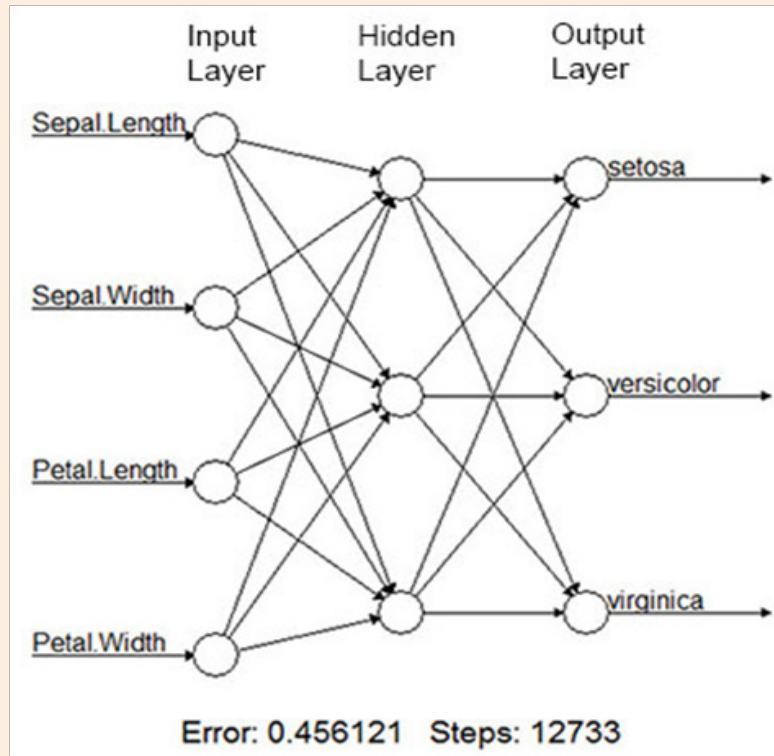 Input
Layer
Hidden
Layer
Output
Layer
Sepal.Length
Sepal.Width
Petal.Length
Petal.Width
setosa
versicolor
virginica
Error: 0.456121 Steps: 12733